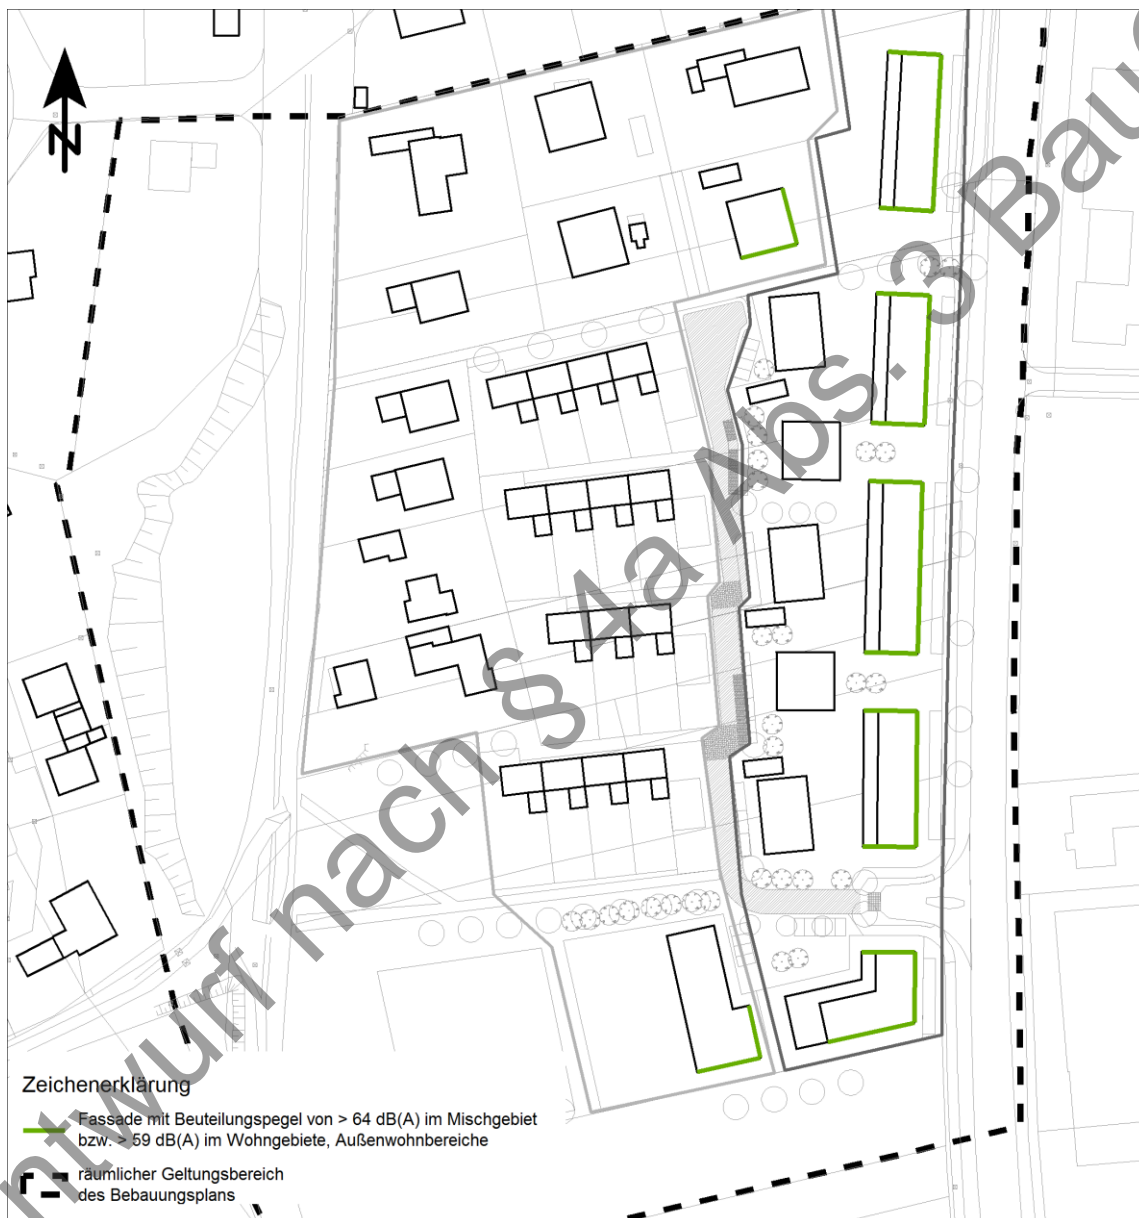 Entwurf nach § 4a Abs. 3 Bau
N
Zeichenerklärung
Fassade mit Beuteilungspegel von > 64 dB(A) im Mischgebiet
bzw. > 59 dB(A) im Wohngebiete, Außenwohnbereiche
räumlicher Geltungsbereich
des Bebauungsplans